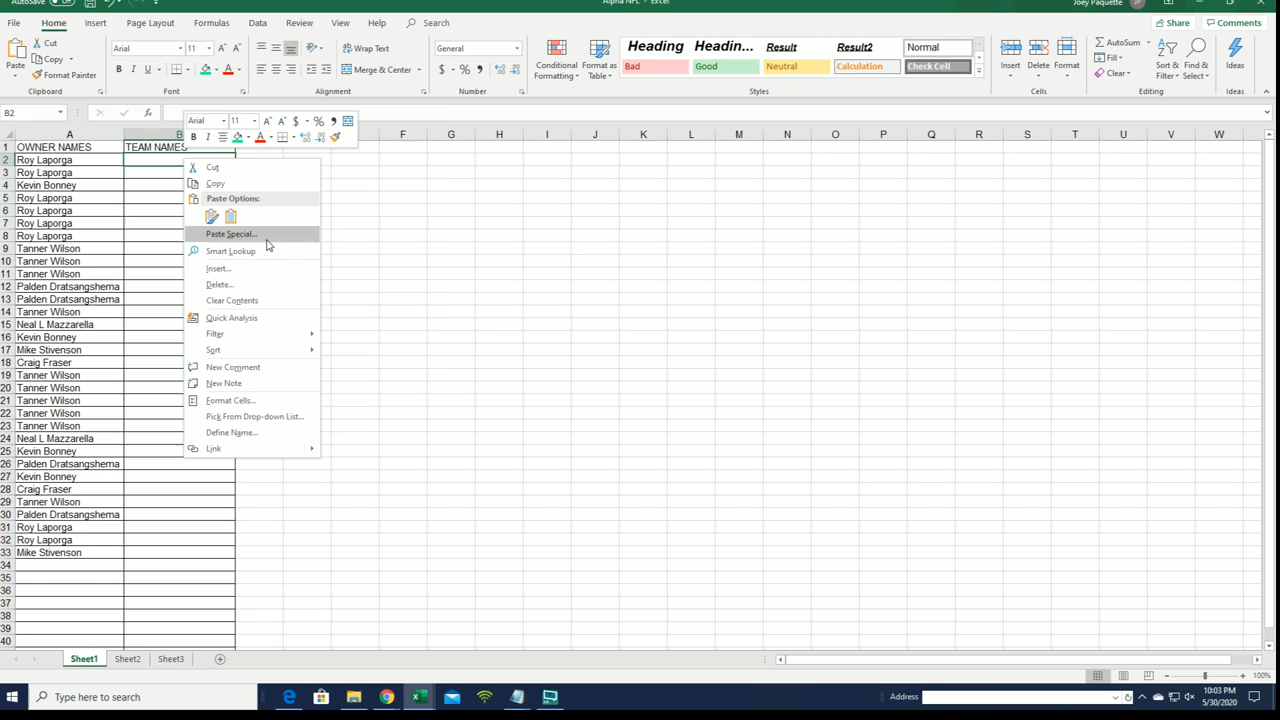 AutoSave Off Alpha NFL - Excel Joey Paquette JP
File Home Insert Page Layout Formulas Data Review View Help Search Share Comments
Paste Cut Copy Format Painter
Arial 11 A A B I U A
Wrap Text Merge & Center
General $ % ,
Conditional Formatting Format as Table
Heading Headin... Result Result2 Normal
Bad Good Neutral Calculation Check Cell
Insert Delete Format
AutoSum Fill Clear Sort & Filter Find & Select Ideas
Clipboard Font Alignment Number Styles Cells Editing Ideas
B2 fx
Arial 11 A A $ % ,
B I A
A B F G H I J K L M N O P Q R S T U V W
1 OWNER NAMES TEAM NAMES
2 Roy Laporga
3 Roy Laporga
4 Kevin Bonney
5 Roy Laporga
6 Roy Laporga
7 Roy Laporga
8 Roy Laporga
9 Tanner Wilson
10 Tanner Wilson
11 Tanner Wilson
12 Palden Dratsangshema
13 Palden Dratsangshema
14 Tanner Wilson
15 Neal L Mazzarella
16 Kevin Bonney
17 Mike Stivenson
18 Craig Fraser
19 Tanner Wilson
20 Tanner Wilson
21 Tanner Wilson
22 Tanner Wilson
23 Tanner Wilson
24 Neal L Mazzarella
25 Kevin Bonney
26 Palden Dratsangshema
27 Kevin Bonney
28 Craig Fraser
29 Tanner Wilson
30 Palden Dratsangshema
31 Roy Laporga
32 Roy Laporga
33 Mike Stivenson
34
35
36
37
38
39
40
Cut
Copy
Paste Options:
Paste Special...
Smart Lookup
Insert...
Delete...
Clear Contents
Quick Analysis
Filter
Sort
New Comment
New Note
Format Cells...
Pick From Drop-down List...
Define Name...
Link
Sheet1 Sheet2 Sheet3
100%
Type here to search Address 10:03 PM
5/30/2020